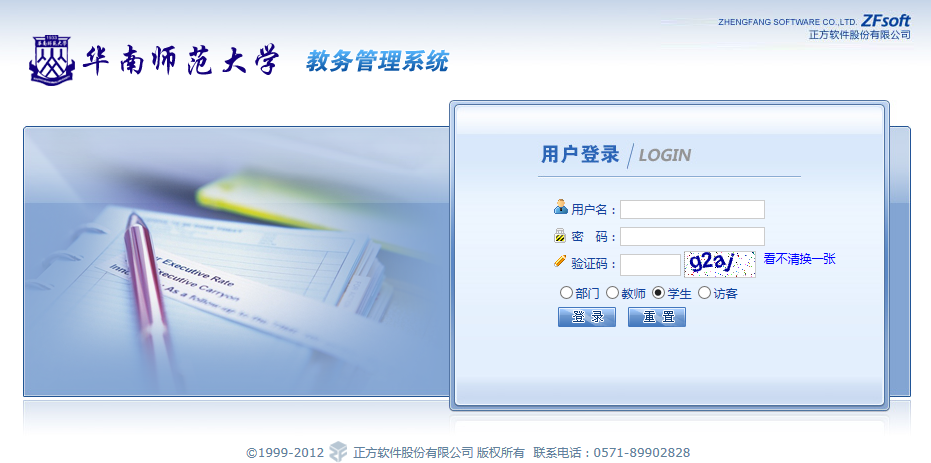 ZHENGFANG SOFTWARE CO.,LTD. ZFsoft
正方软件股份有限公司
华南师范大学 教务管理系统
用户登录 / LOGIN
用户名：
密 码：
验证码： g2aj 看不清换一张
部门 教师 学生 访客
登 录 重 置
r Executive Rate
Executive Carryon
As a follow-up to the
©1999-2012 正方软件股份有限公司 版权所有 联系电话：0571-89902828